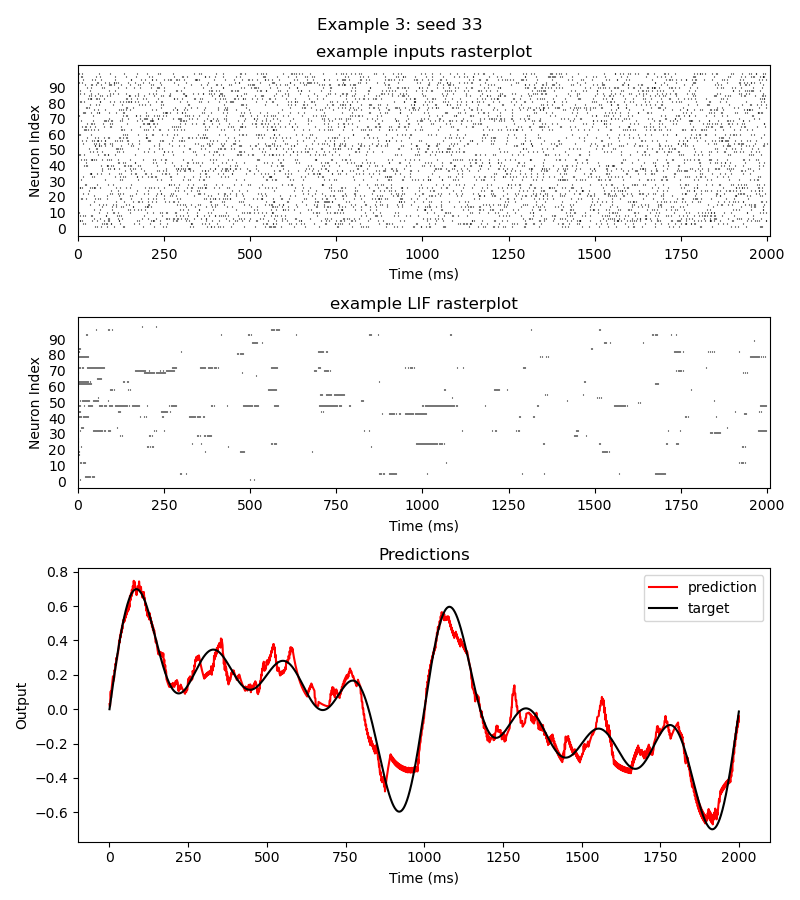 Example 3: seed 33
example inputs rasterplot
Neuron Index
90
80
70
60
50
40
30
20
10
0
0 250 500 750 1000 1250 1500 1750 2000
Time (ms)
example LIF rasterplot
Neuron Index
90
80
70
60
50
40
30
20
10
0
0 250 500 750 1000 1250 1500 1750 2000
Time (ms)
Predictions
Output
0.8
0.6
0.4
0.2
0.0
−0.2
−0.4
−0.6
prediction
target
0 250 500 750 1000 1250 1500 1750 2000
Time (ms)